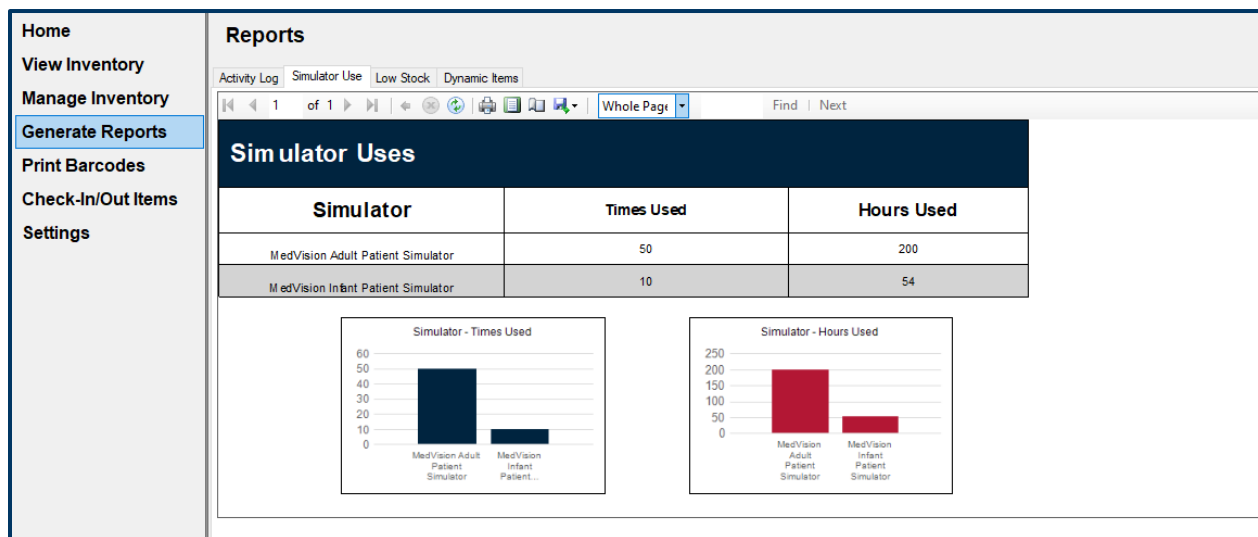 Home
View Inventory
Manage Inventory
Generate Reports
Print Barcodes
Check-In/Out Items
Settings
Reports
Activity Log Simulator Use Low Stock Dynamic Items
1 of 1 Whole Page Find | Next
Simulator Uses
Simulator Times Used Hours Used
MedVision Adult Patient Simulator 50 200
MedVision Infant Patient Simulator 10 54
Simulator - Times Used
60
50
40
30
20
10
0
MedVision Adult
Patient
Simulator
MedVision
Infant
Patient...
Simulator - Hours Used
250
200
150
100
50
0
MedVision
Adult
Patient
Simulator
MedVision
Infant
Patient
Simulator